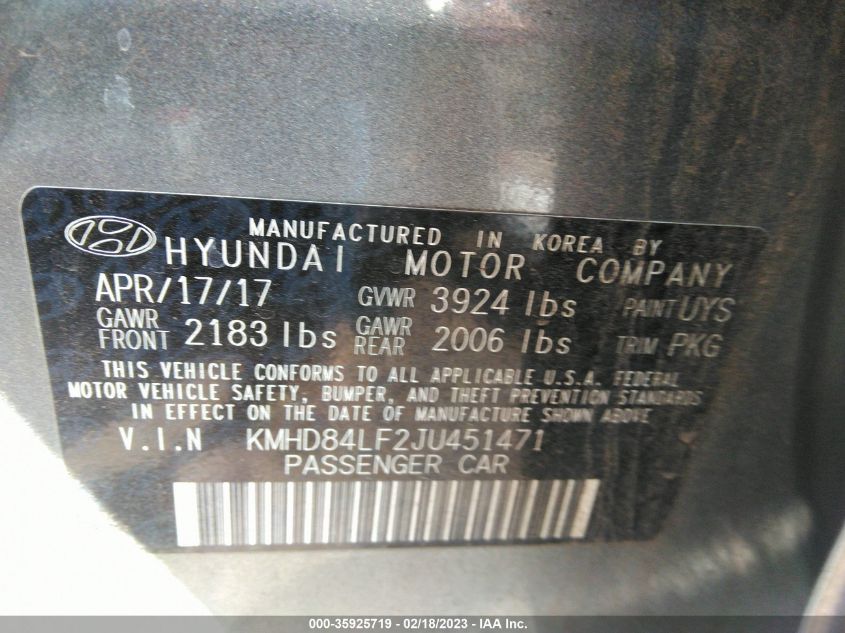 MANUFACTURED IN KOREA BY
HYUNDAI MOTOR COMPANY
APR/17/17 GVWR 3924 lbs PAINT UYS
GAWR FRONT 2183 lbs GAWR REAR 2006 lbs TRIM PKG
THIS VEHICLE CONFORMS TO ALL APPLICABLE U.S.A. FEDERAL
MOTOR VEHICLE SAFETY, BUMPER, AND THEFT PREVENTION STANDARDS
IN EFFECT ON THE DATE OF MANUFACTURE SHOWN ABOVE
V.I.N KMHD84LF2JU451471
PASSENGER CAR
000-35925719 - 02/18/2023 - IAA Inc.